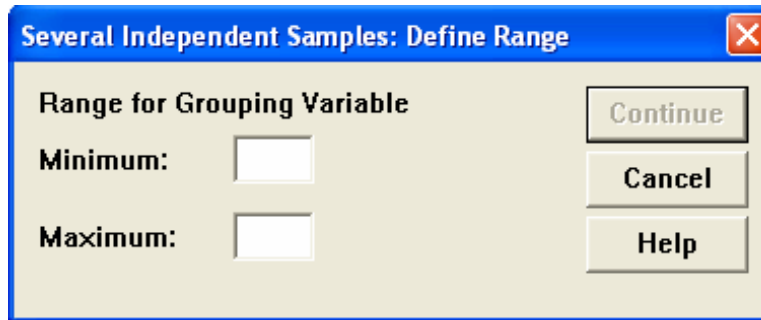 Several Independent Samples: Define Range
Range for Grouping Variable
Minimum:
Maximum:
Continue
Cancel
Help